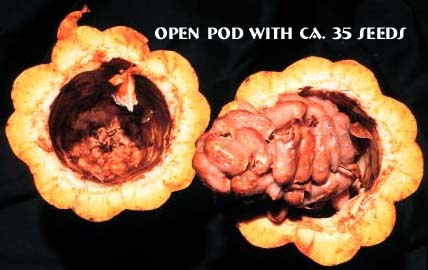 OPEN POD WITH CA. 35 SEEDS